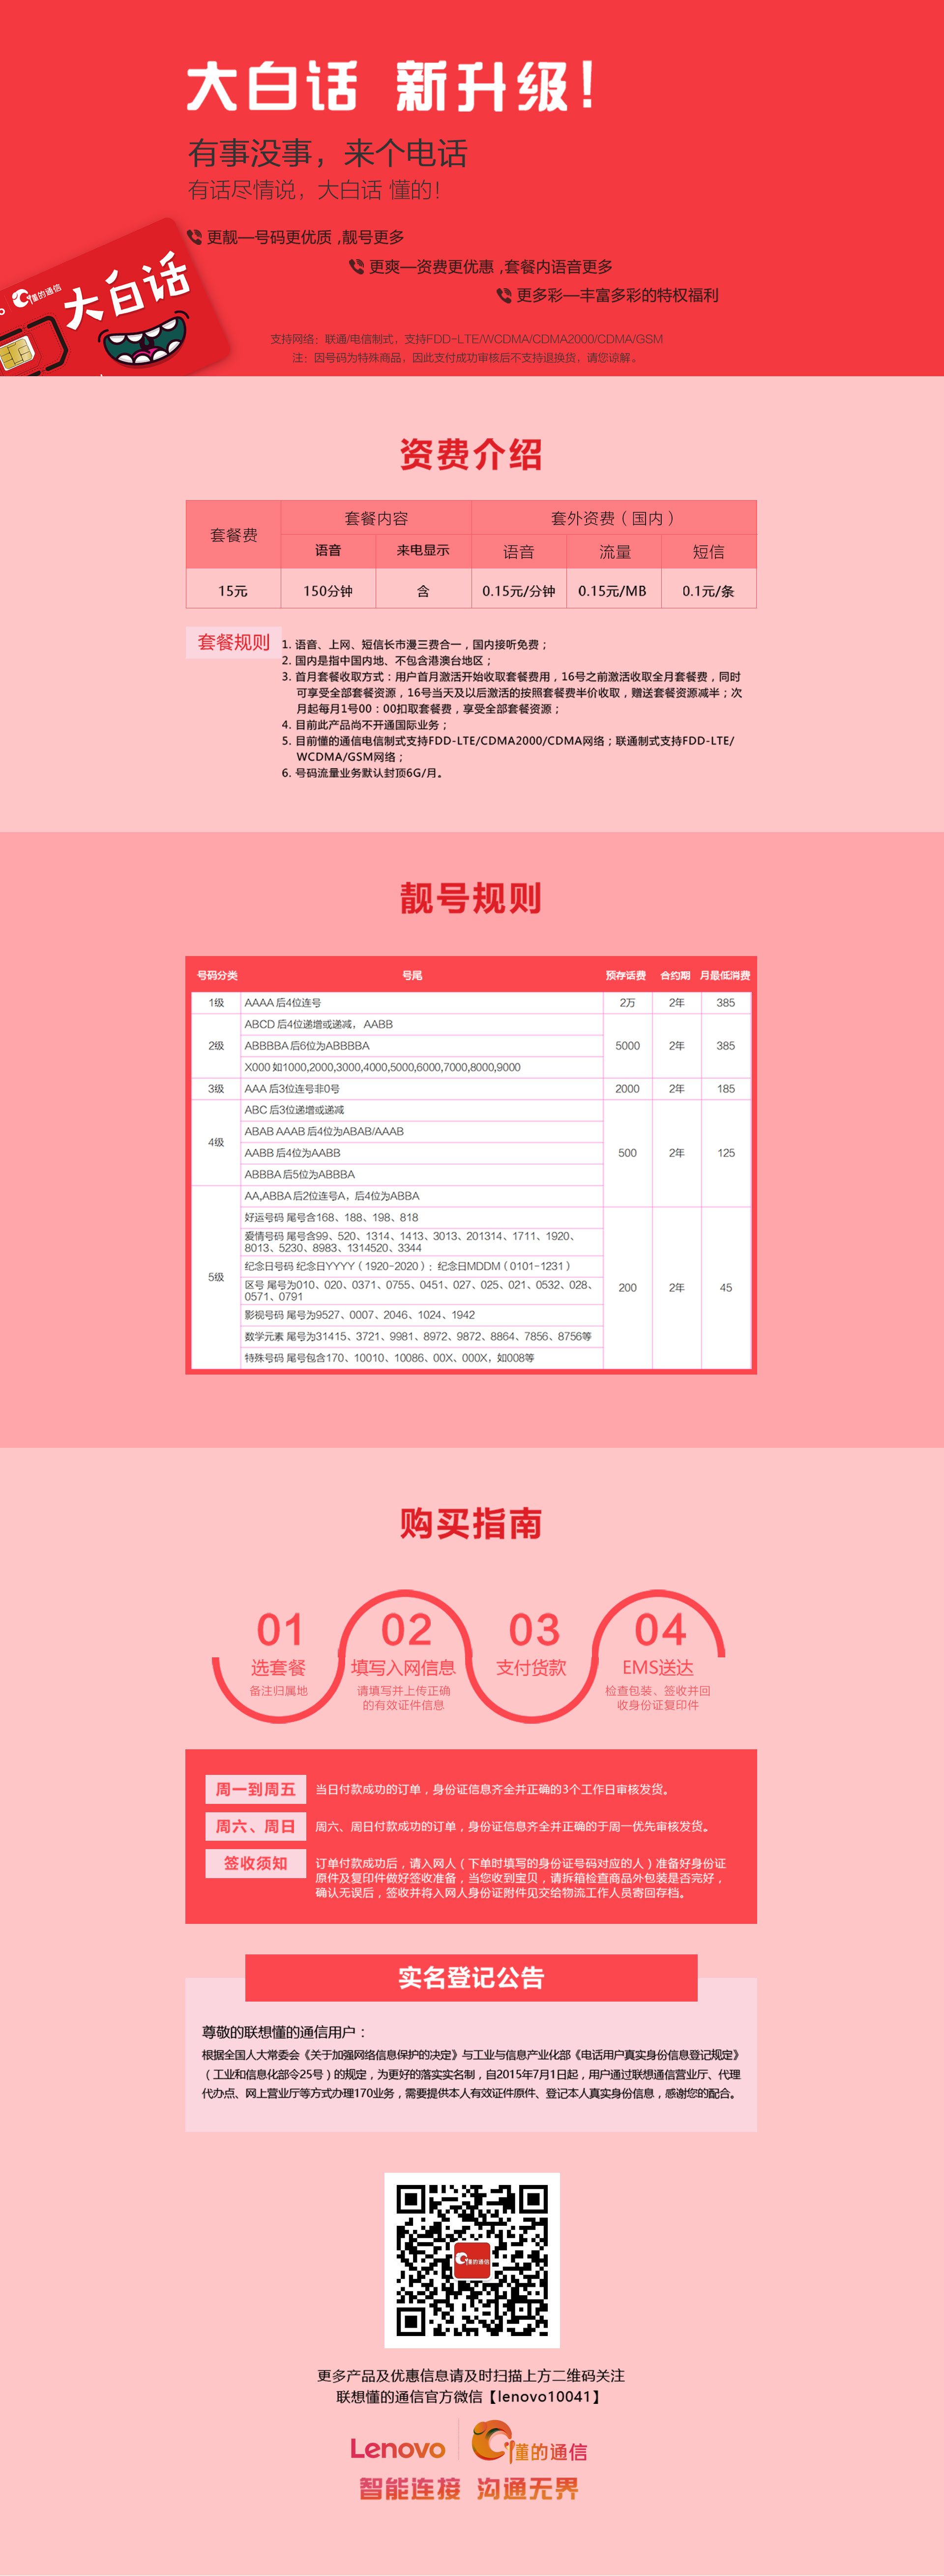 大白话 新升级!
有事没事，来个电话
有话尽情说，大白话 懂的!
更靓—号码更优质 ,靓号更多
更爽—资费更优惠 ,套餐内语音更多
更多彩—丰富多彩的特权福利
懂的通信
大白话
支持网络：联通/电信制式，支持FDD-LTE/WCDMA/CDMA2000/CDMA/GSM
注：因号码为特殊商品，因此支付成功审核后不支持退换货，请您谅解。
资费介绍
套餐费 套餐内容 套外资费（国内）
语音 来电显示 语音 流量 短信
15元 150分钟 含 0.15元/分钟 0.15元/MB 0.1元/条
套餐规则
1. 语音、上网、短信长市漫三费合一，国内接听免费；
2. 国内是指中国内地、不包含港澳台地区；
3. 首月套餐收取方式：用户首月激活开始收取套餐费用，16号之前激活收取全月套餐费，同时
可享受全部套餐资源，16号当天及以后激活的按照套餐费半价收取，赠送套餐资源减半；次
月起每月1号00：00扣取套餐费，享受全部套餐资源；
4. 目前此产品尚不开通国际业务；
5. 目前懂的通信电信制式支持FDD-LTE/CDMA2000/CDMA网络；联通制式支持FDD-LTE/
WCDMA/GSM网络；
6. 号码流量业务默认封顶6G/月。
靓号规则
号码分类 号尾 预存话费 合约期 月最低消费
1级 AAAA 后4位连号 2万 2年 385
ABCD 后4位递增或递减， AABB
2级 ABBBBA 后6位为ABBBBA 5000 2年 385
X000 如1000,2000,3000,4000,5000,6000,7000,8000,9000
3级 AAA 后3位连号非0号 2000 2年 185
ABC 后3位递增或递减
ABAB AAAB 后4位为ABAB/AAAB
4级 AABB 后4位为AABB 500 2年 125
ABBBA 后5位为ABBBA
AA,ABBA 后2位连号A，后4位为ABBA
好运号码 尾号含168、188、198、818
爱情号码 尾号含99、520、1314、1413、3013、201314、1711、1920、
8013、5230、8983、1314520、3344
纪念日号码 纪念日YYYY（1920-2020）; 纪念日MDDM（0101-1231）
5级 区号 尾号为010、020、0371、0755、0451、027、025、021、0532、028、 200 2年 45
0571、0791
影视号码 尾号为9527、0007、2046、1024、1942
数学元素 尾号为31415、3721、9981、8972、9872、8864、7856、8756等
特殊号码 尾号包含170、10010、10086、00X、000X，如008等
购买指南
01 02 03 04
选套餐 填写入网信息 支付货款 EMS送达
备注归属地 请填写并上传正确 检查包装、签收并回
的有效证件信息 收身份证复印件
周一到周五 当日付款成功的订单，身份证信息齐全并正确的3个工作日审核发货。
周六、周日 周六、周日付款成功的订单，身份证信息齐全并正确的于周一优先审核发货。
签收须知 订单付款成功后，请入网人（下单时填写的身份证号码对应的人）准备好身份证
原件及复印件做好签收准备，当您收到宝贝，请拆箱检查商品外包装是否完好，
确认无误后，签收并将入网人身份证附件见交给物流工作人员寄回存档。
实名登记公告
尊敬的联想懂的通信用户：
根据全国人大常委会《关于加强网络信息保护的决定》与工业与信息产业化部《电话用户真实身份信息登记规定》
（工业和信息化部令25号）的规定，为更好的落实实名制，自2015年7月1日起，用户通过联想通信营业厅、代理
代办点、网上营业厅等方式办理170业务，需要提供本人有效证件原件、登记本人真实身份信息，感谢您的配合。
懂的通信
更多产品及优惠信息请及时扫描上方二维码关注
联想懂的通信官方微信【lenovo10041】
Lenovo 懂的通信
智能连接 沟通无界